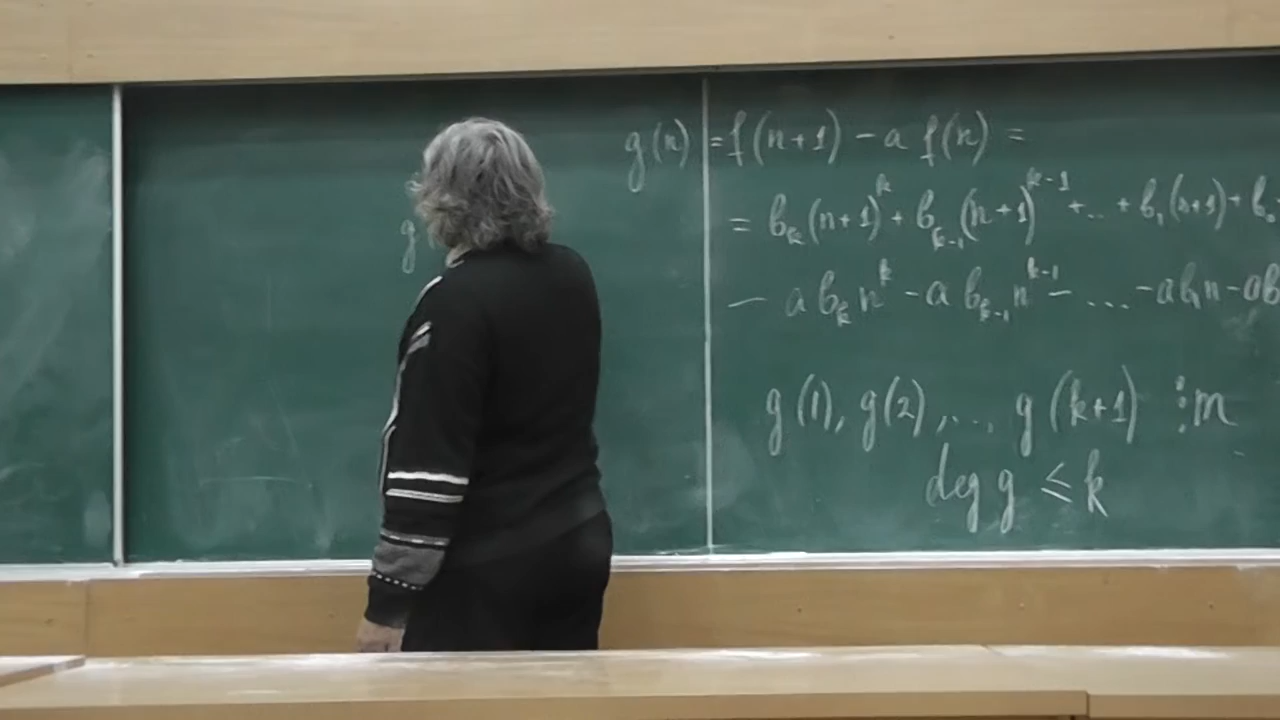 g(n) = f(n+1) - a f(n) =
= b_k(n+1)^k + b_{k-1}(n+1)^{k-1} + .. + b_1(n+1) + b_0
- a b_k n^k - a b_{k-1} n^{k-1} - ... - a b_1 n - a b
g
g(1), g(2), ... g(k+1) ⋮ m
deg g ≤ k